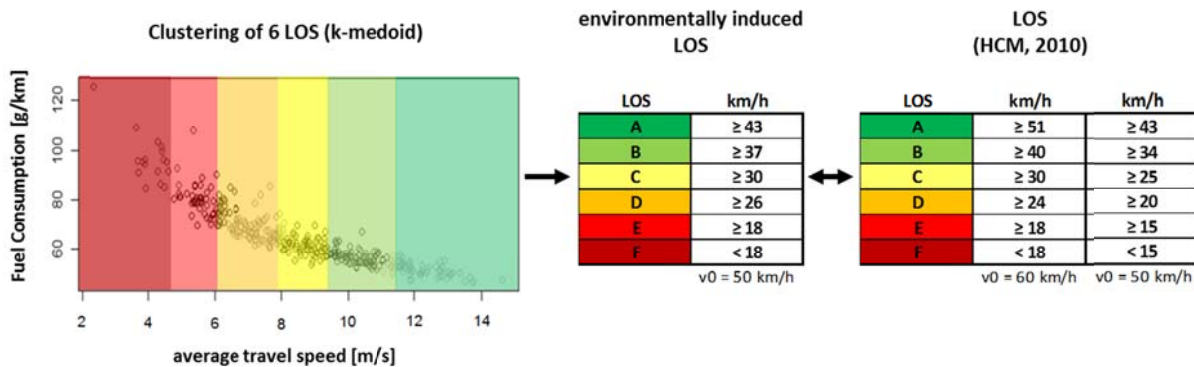 Clustering of 6 LOS (k-medoid)
Fuel Consumption [g/km]
120
100
80
60
2 4 6 8 10 12 14
average travel speed [m/s]
environmentally induced
LOS
LOS km/h
A ≥ 43
B ≥ 37
C ≥ 30
D ≥ 26
E ≥ 18
F < 18
v0 = 50 km/h
LOS
(HCM, 2010)
LOS km/h km/h
A ≥ 51 ≥ 43
B ≥ 40 ≥ 34
C ≥ 30 ≥ 25
D ≥ 24 ≥ 20
E ≥ 18 ≥ 15
F < 18 < 15
v0 = 60 km/h v0 = 50 km/h